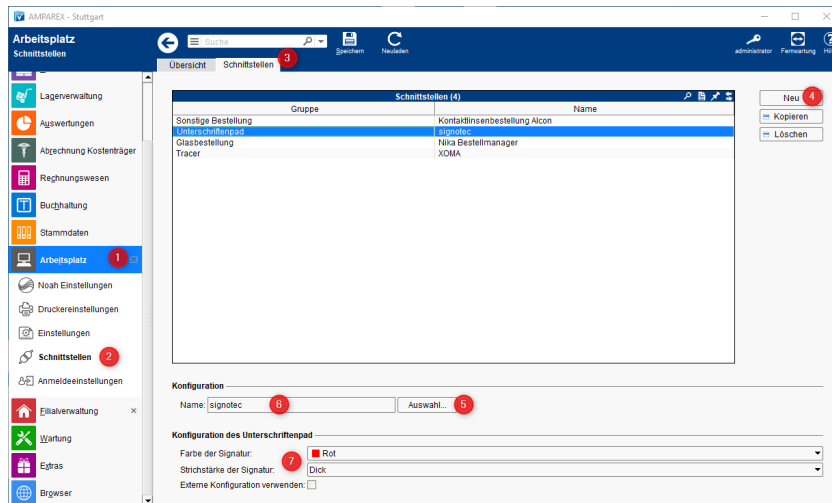 AMPAREX - Stuttgart
Arbeitsplatz
Schnittstellen
Suche
Speichern
Neuladen
administrator
Fernwartung
Übersicht
Schnittstellen
3
Lagerverwaltung
Auswertungen
Abrechnung Kostenträger
Rechnungswesen
Buchhaltung
Stammdaten
Arbeitsplatz
1
Noah Einstellungen
Druckereinstellungen
Einstellungen
Schnittstellen
2
Anmeldeeinstellungen
Filialverwaltung
Wartung
Extras
Browser
Schnittstellen (4)
Gruppe Name
Sonstige Bestellung Kontaktlinsenbestellung Alcon
Unterschriftenpad signotec
Glasbestellung Nika Bestellmanager
Tracer XOMA
Neu
4
Kopieren
Löschen
Konfiguration
Name: signotec
6
Auswahl...
5
Konfiguration des Unterschriftenpad
Farbe der Signatur: Rot
7
Strichstärke der Signatur: Dick
Externe Konfiguration verwenden: